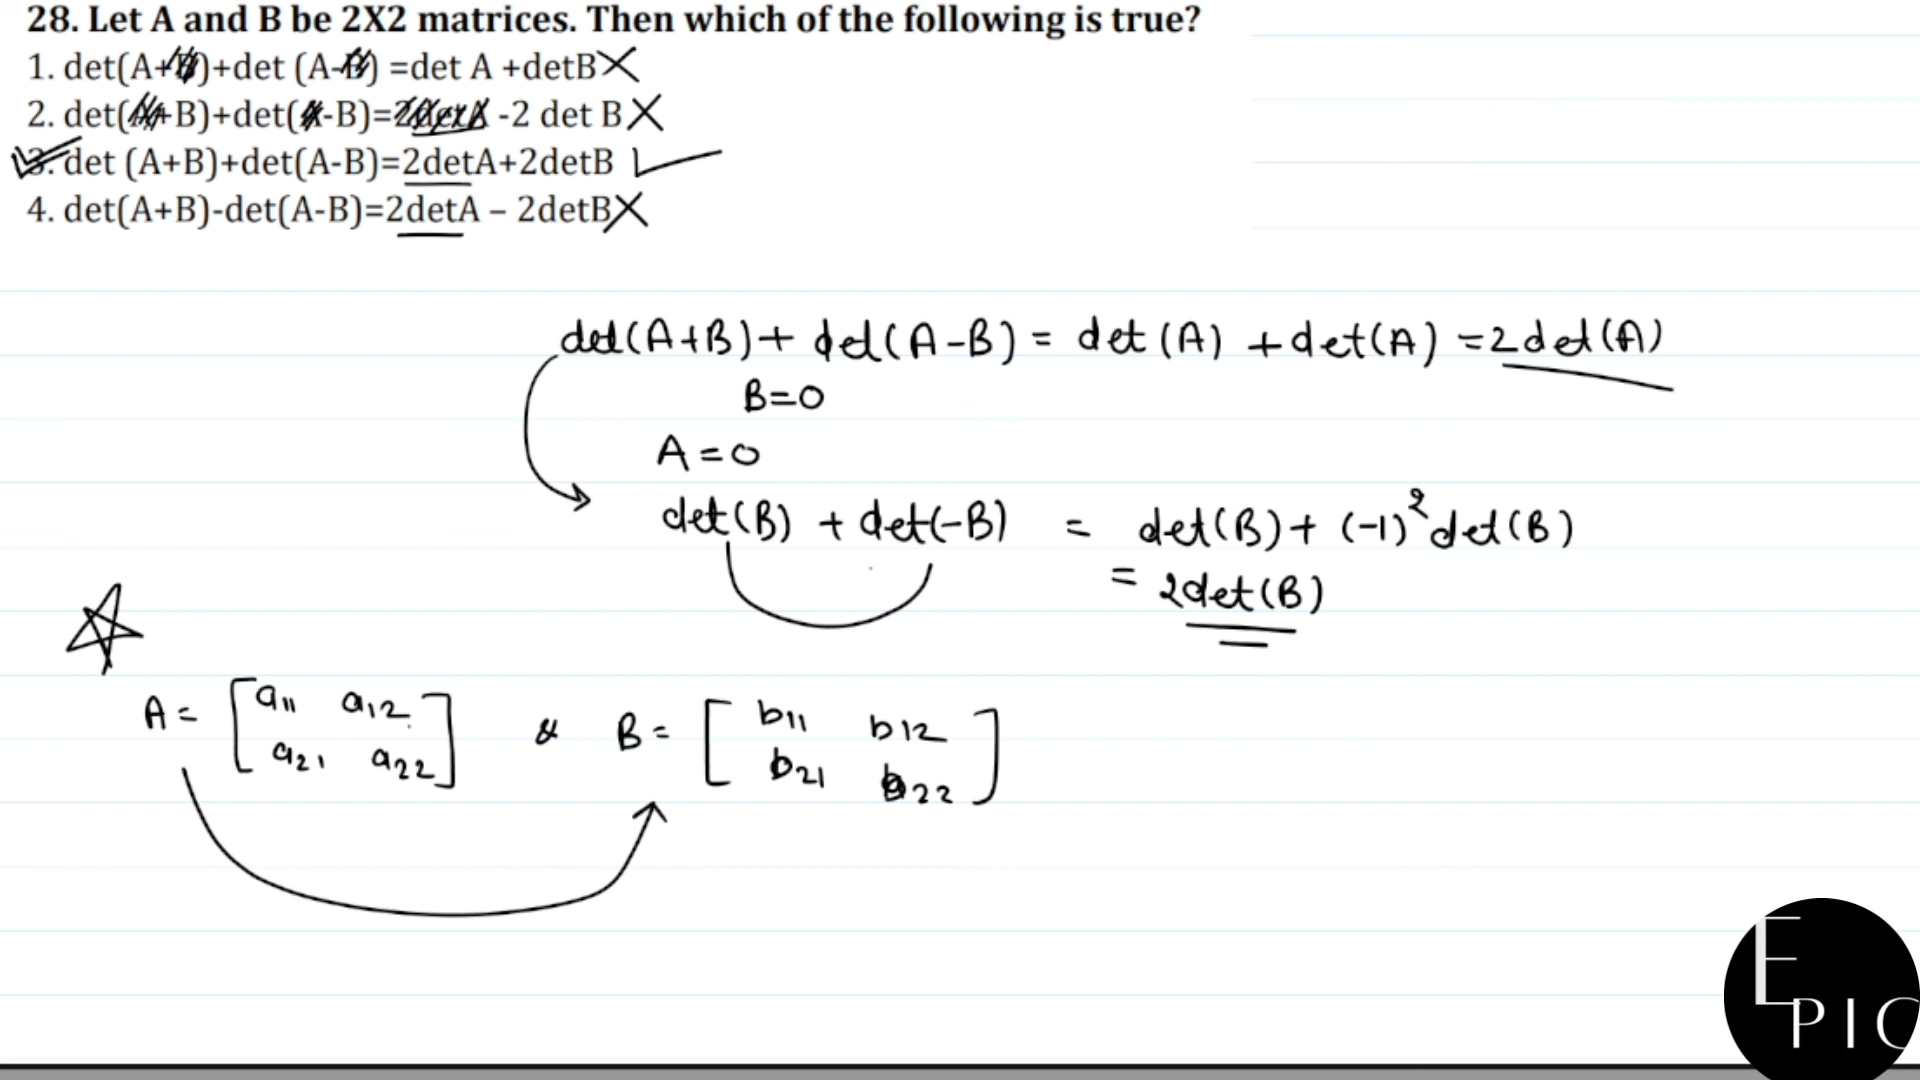 28. Let A and B be 2X2 matrices. Then which of the following is true?
1. det(A+B)+det (A-B) =det A +detB
2. det(A+B)+det(A-B)=2detA -2 det B
3. det (A+B)+det(A-B)=2detA+2detB
4. det(A+B)-det(A-B)=2detA – 2detB
det(A+B)+ det(A-B) = det (A) +det(A) =2det(A)
B=0
A=0
det(B) + det(-B) = det(B)+ (-1)² det(B)
= 2det(B)
A= [ a11 a12 & B= [ b11 b12 ]
a21 a22 ] b21 b22
E
PIC